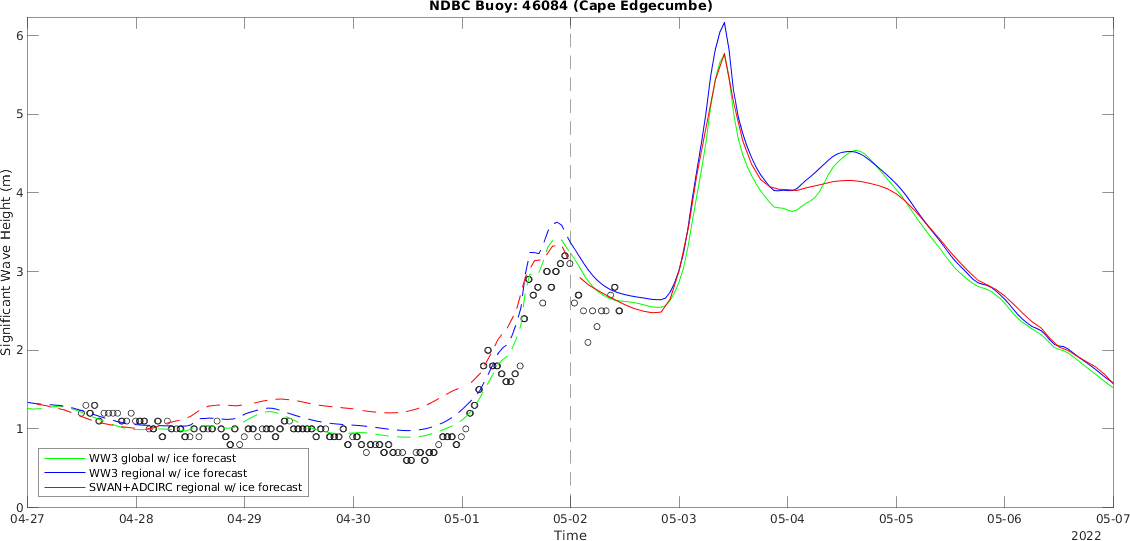 NDBC Buoy: 46084 (Cape Edgecumbe)
Significant Wave Height (m)
6
5
4
3
2
1
0
WW3 global w/ ice forecast
WW3 regional w/ ice forecast
SWAN+ADCIRC regional w/ ice forecast
04-27 04-28 04-29 04-30 05-01 05-02 05-03 05-04 05-05 05-06 05-07
Time
2022